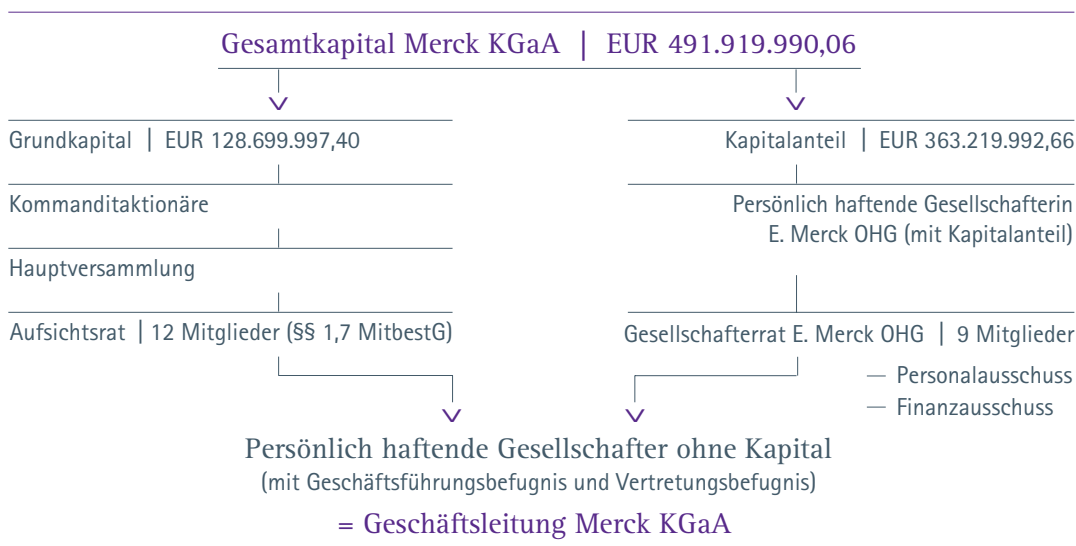 Gesamtkapital Merck KGaA | EUR 491.919.990,06
Grundkapital | EUR 128.699.997,40
Kommanditaktionäre
Hauptversammlung
Aufsichtsrat | 12 Mitglieder (§§ 1,7 MitbestG)
Kapitalanteil | EUR 363.219.992,66
Persönlich haftende Gesellschafterin
E. Merck OHG (mit Kapitalanteil)
Gesellschafterrat E. Merck OHG | 9 Mitglieder
— Personalausschuss
— Finanzausschuss
Persönlich haftende Gesellschafter ohne Kapital
(mit Geschäftsführungsbefugnis und Vertretungsbefugnis)
= Geschäftsleitung Merck KGaA